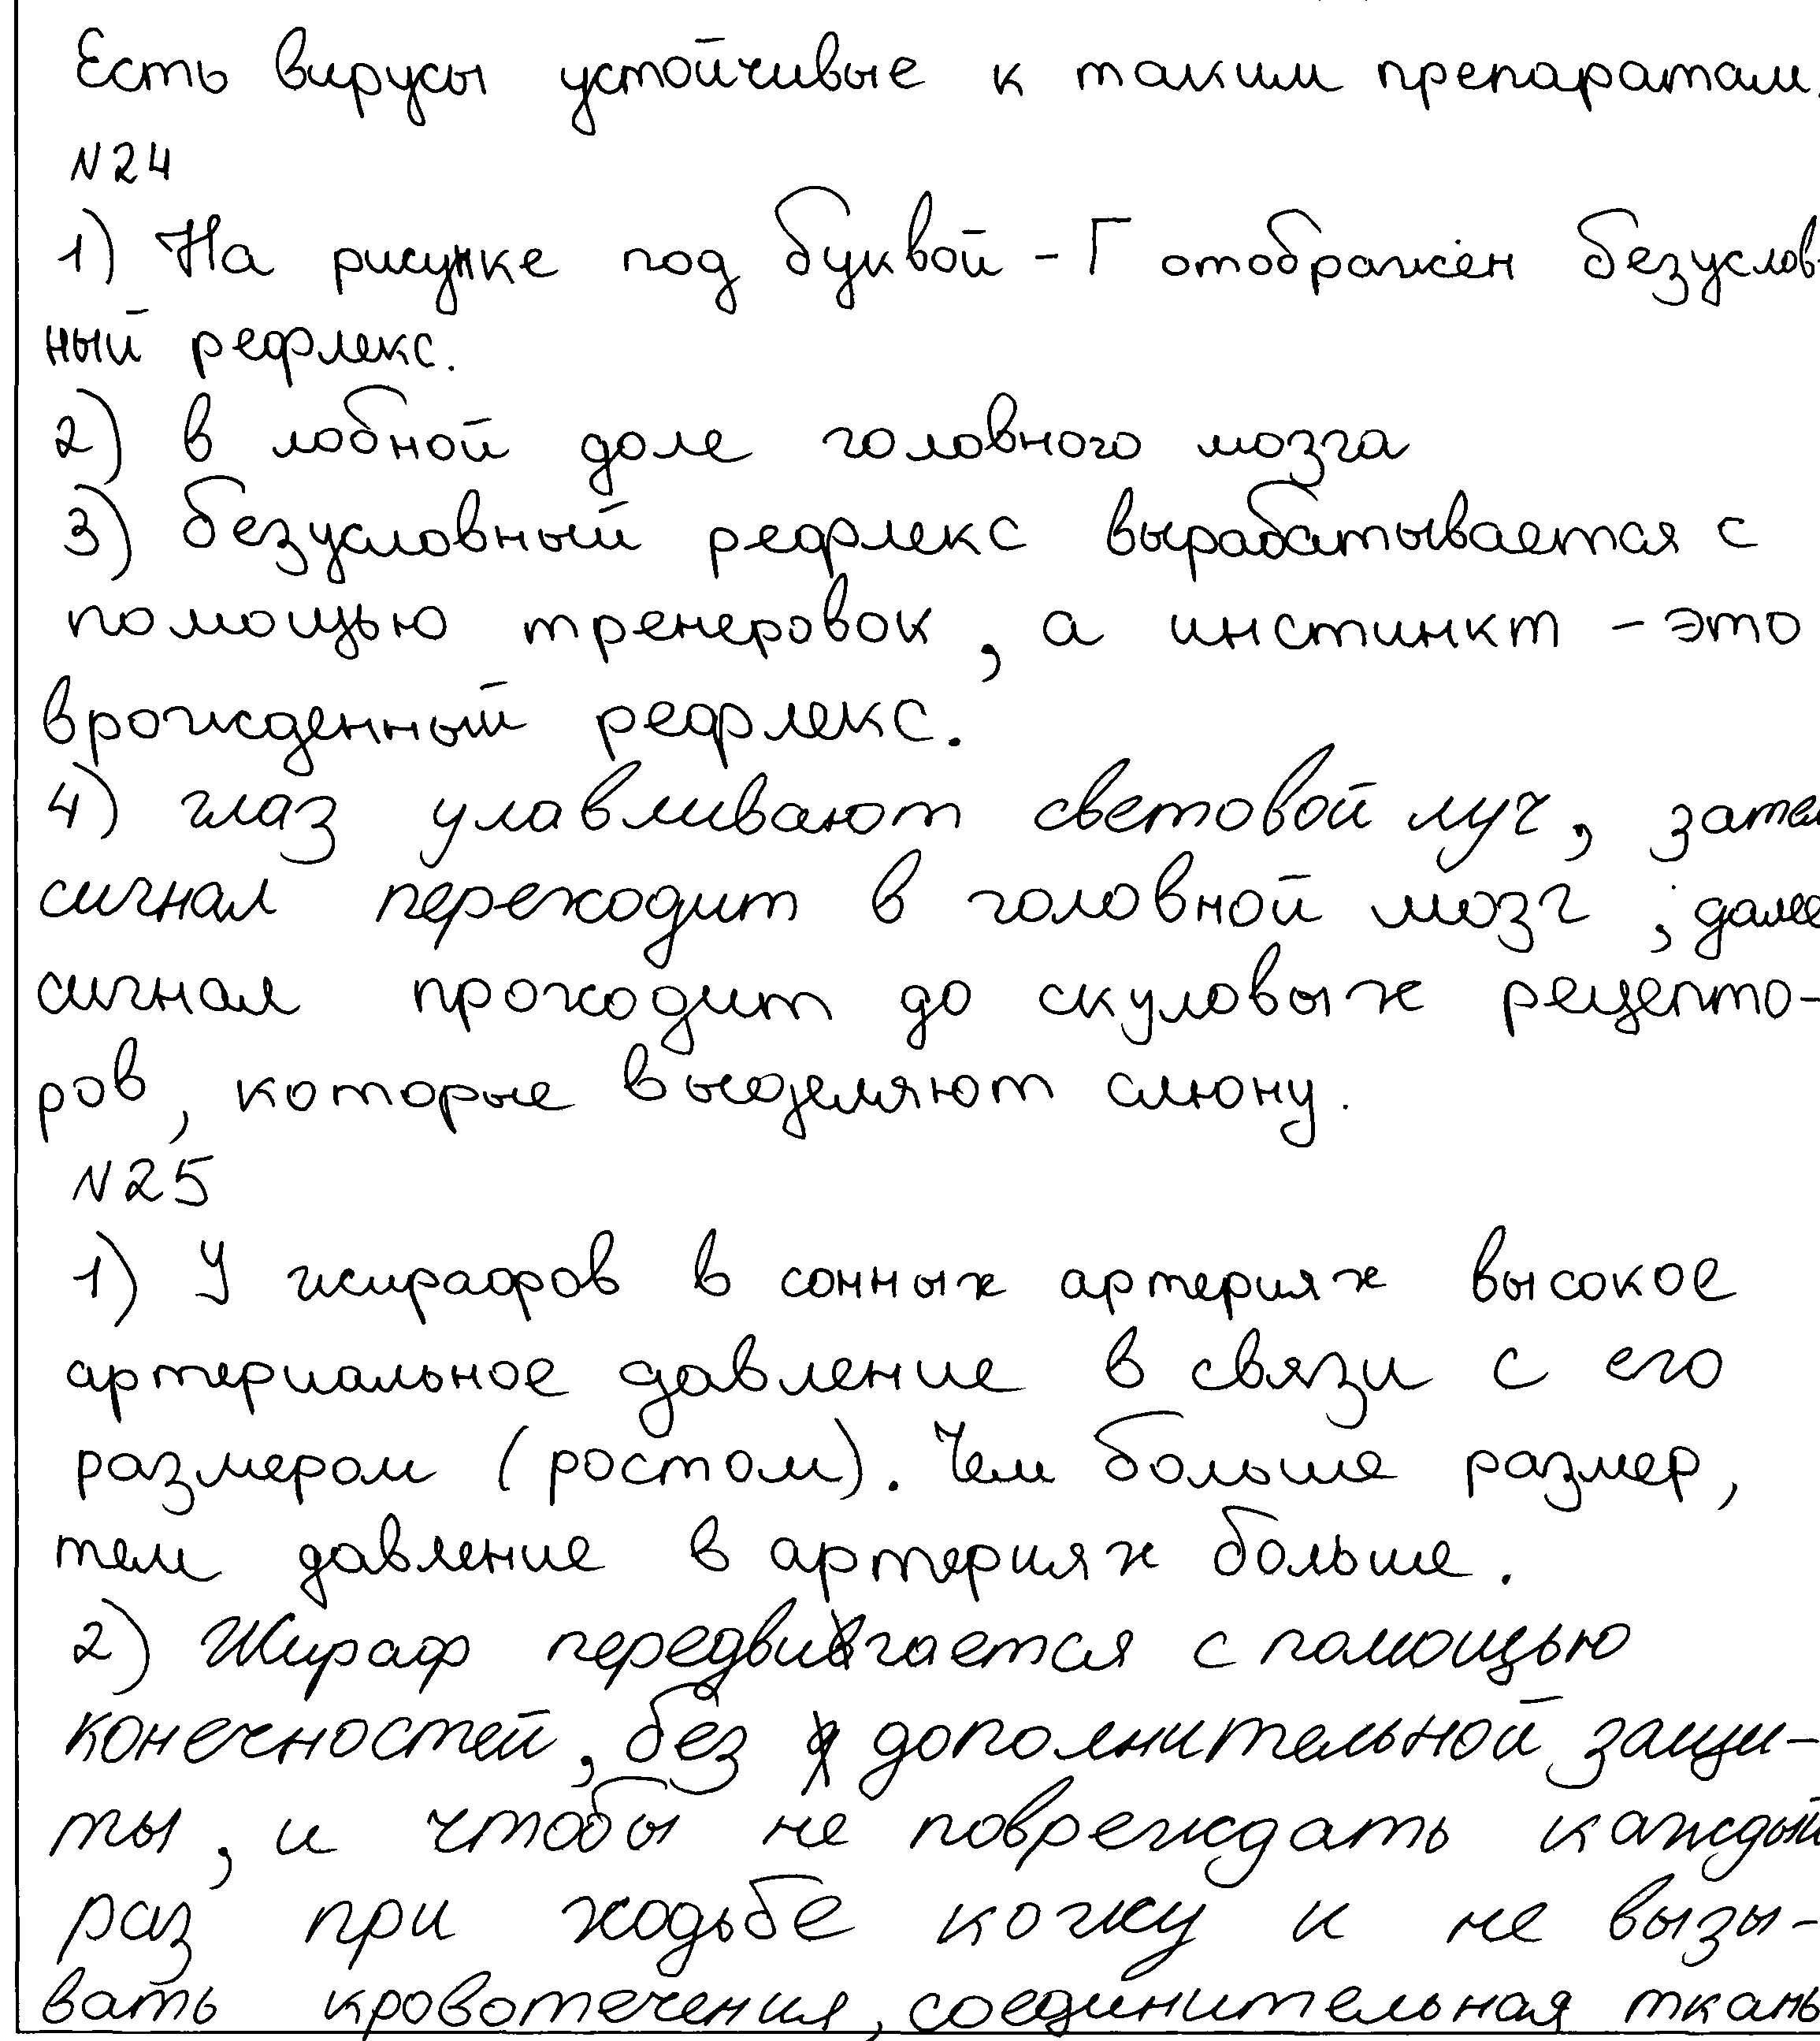 Есть вирусы устойчивые к таким препаратам.
N24
1) На рисунке под буквой - Г отображён безуслов-
ный рефлекс.
2) в лобной доле головного мозга
3) безусловный рефлекс вырабатывается с
помощью тренеровок, а инстинкт - это
врожденный рефлекс.
4) глаз улавливают световой луч, затем
сигнал переходит в головной мозг, далее
сигнал проходит до скуловых рецепто-
ров, которые выделяют слюну.
N25
1) У жирафов в сонных артериях высокое
артериальное давление в связи с его
размером (ростом). Чем больше размер,
тем давление в артериях больше.
2) Жираф передвигается с помощью
конечностей, без дополнительной защи-
ты, и чтобы не повреждать каждый
раз при ходьбе кожу и не вызы-
вать кровотечения, соединительная ткань